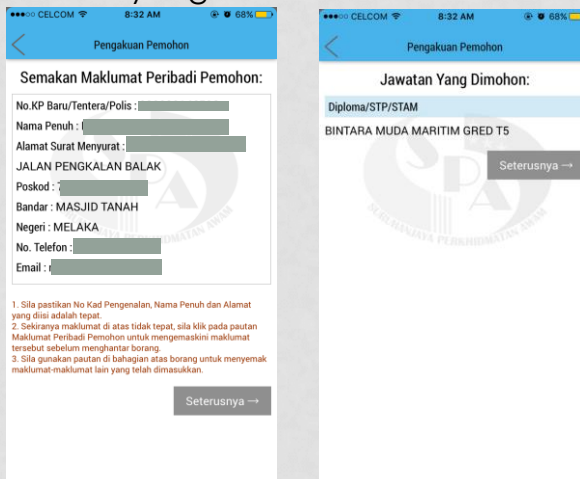 CELCOM 8:32 AM 68%
Pengakuan Pemohon
Semakan Maklumat Peribadi Pemohon:
No.KP Baru/Tentera/Polis :
Nama Penuh :
Alamat Surat Menyurat :
JALAN PENGKALAN BALAK
Poskod :
Bandar : MASJID TANAH
Negeri : MELAKA
No. Telefon :
Email :
1. Sila pastikan No Kad Pengenalan, Nama Penuh dan Alamat
yang diisi adalah tepat.
2. Sekiranya maklumat di atas tidak tepat, sila klik pada pautan
Maklumat Peribadi Pemohon untuk mengemaskini maklumat
tersebut sebelum menghantar borang.
3. Sila gunakan pautan di bahagian atas borang untuk menyemak
maklumat-maklumat lain yang telah dimasukkan.
Seterusnya →
CELCOM 8:32 AM 68%
Pengakuan Pemohon
Jawatan Yang Dimohon:
Diploma/STP/STAM
BINTARA MUDA MARITIM GRED T5
Seterusnya →
SPA
SURUHANJAYA PERKHIDMATAN AWAM